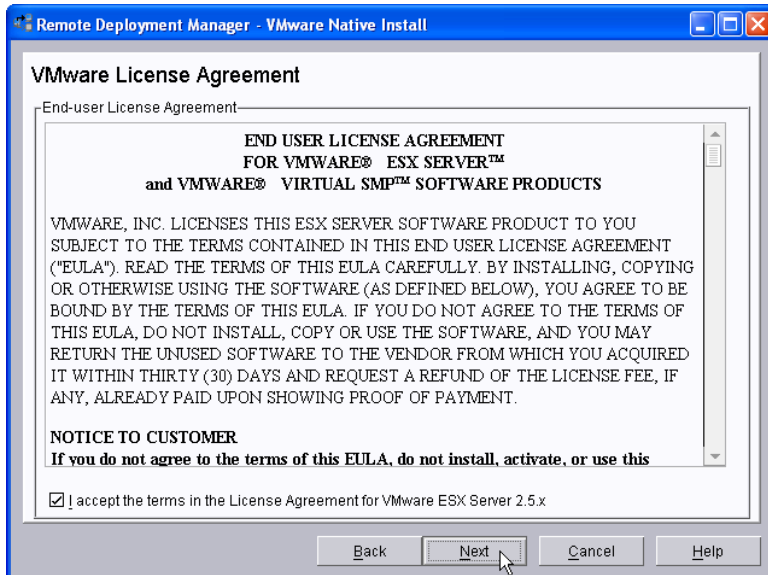 Remote Deployment Manager - VMware Native Install
VMware License Agreement
End-user License Agreement
END USER LICENSE AGREEMENT
FOR VMWARE® ESX SERVER™
and VMWARE® VIRTUAL SMP™ SOFTWARE PRODUCTS
VMWARE, INC. LICENSES THIS ESX SERVER SOFTWARE PRODUCT TO YOU
SUBJECT TO THE TERMS CONTAINED IN THIS END USER LICENSE AGREEMENT
("EULA"). READ THE TERMS OF THIS EULA CAREFULLY. BY INSTALLING, COPYING
OR OTHERWISE USING THE SOFTWARE (AS DEFINED BELOW), YOU AGREE TO BE
BOUND BY THE TERMS OF THIS EULA. IF YOU DO NOT AGREE TO THE TERMS OF
THIS EULA, DO NOT INSTALL, COPY OR USE THE SOFTWARE, AND YOU MAY
RETURN THE UNUSED SOFTWARE TO THE VENDOR FROM WHICH YOU ACQUIRED
IT WITHIN THIRTY (30) DAYS AND REQUEST A REFUND OF THE LICENSE FEE, IF
ANY, ALREADY PAID UPON SHOWING PROOF OF PAYMENT.
NOTICE TO CUSTOMER
If you do not agree to the terms of this EULA, do not install, activate, or use this
I accept the terms in the License Agreement for VMware ESX Server 2.5.x
Back Next Cancel Help